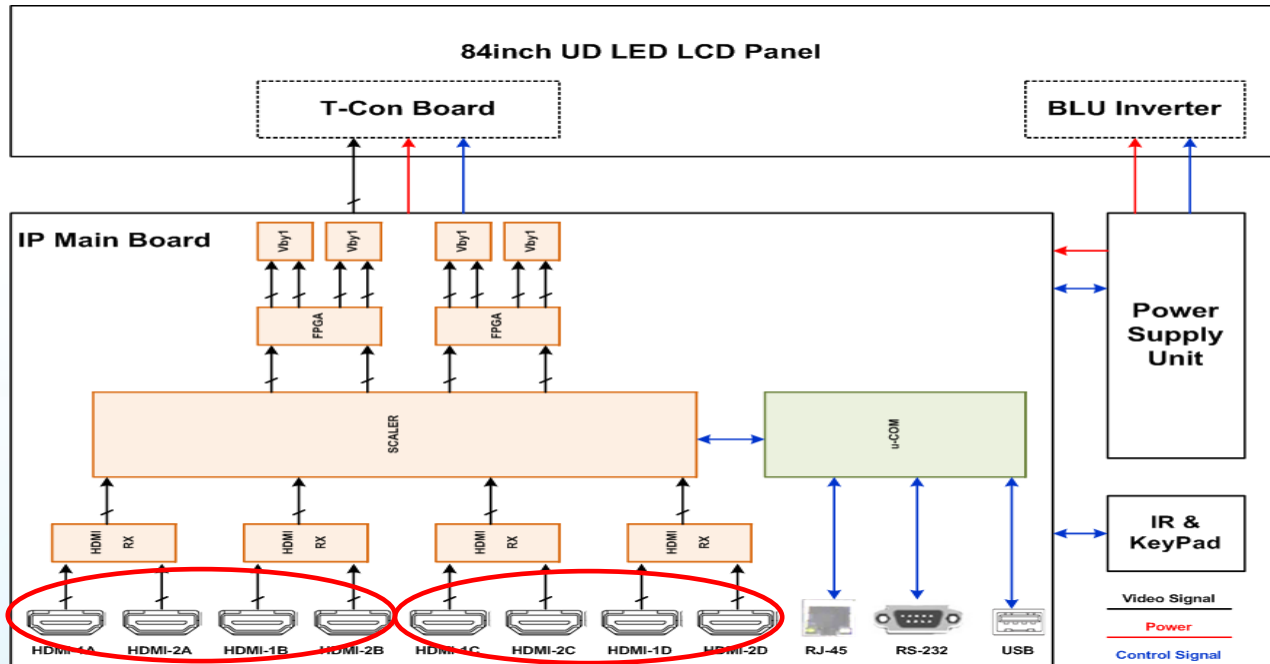 84inch UD LED LCD Panel
T-Con Board
BLU Inverter
IP Main Board
Vby1
Vby1
Vby1
Vby1
FPGA
FPGA
Power
Supply
Unit
SCALER
u-COM
HDMI
RX
HDMI
RX
HDMI
RX
HDMI
RX
IR &
KeyPad
Video Signal
Power
Control Signal
HDMI-1A
HDMI-2A
HDMI-1B
HDMI-2B
HDMI-1C
HDMI-2C
HDMI-1D
HDMI-2D
RJ-45
RS-232
USB